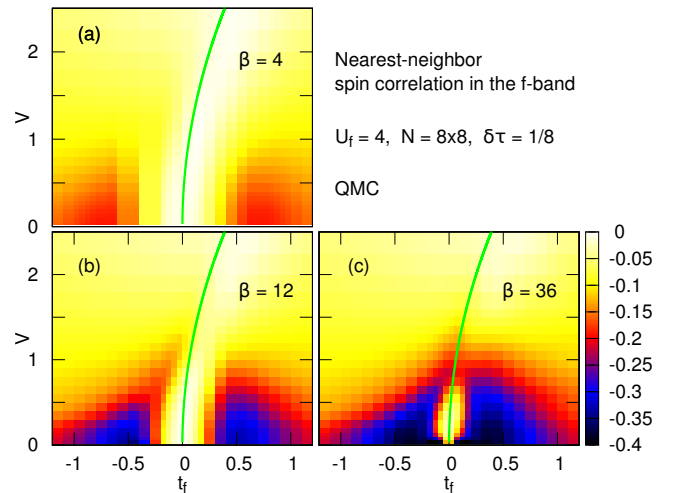 (a)
β = 4
V
2
1
0
Nearest-neighbor
spin correlation in the f-band
U_f = 4, N = 8x8, δτ = 1/8
QMC
(b)
β = 12
V
2
1
0
-1 -0.5 0 0.5 1
t_f
(c)
β = 36
-1 -0.5 0 0.5 1
t_f
0
-0.05
-0.1
-0.15
-0.2
-0.25
-0.3
-0.35
-0.4